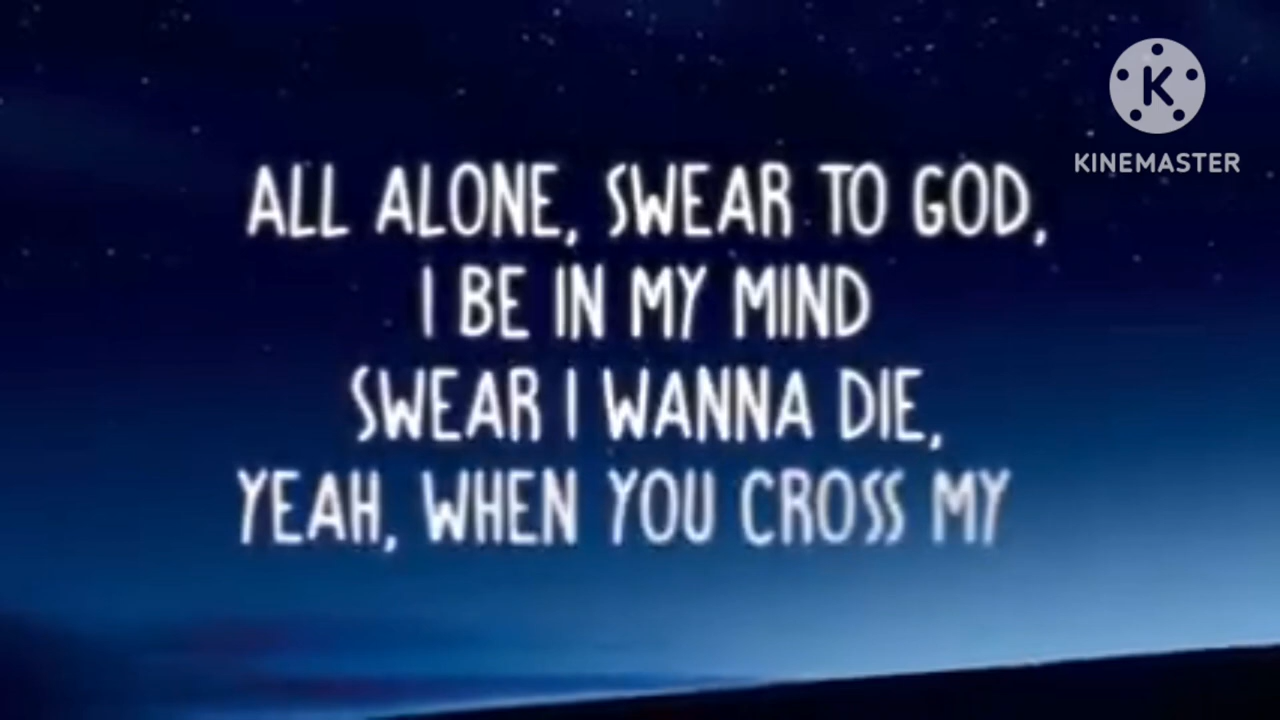 K
KINEMASTER
ALL ALONE, SWEAR TO GOD,
I BE IN MY MIND
SWEAR I WANNA DIE,
YEAH, WHEN YOU CROSS MY